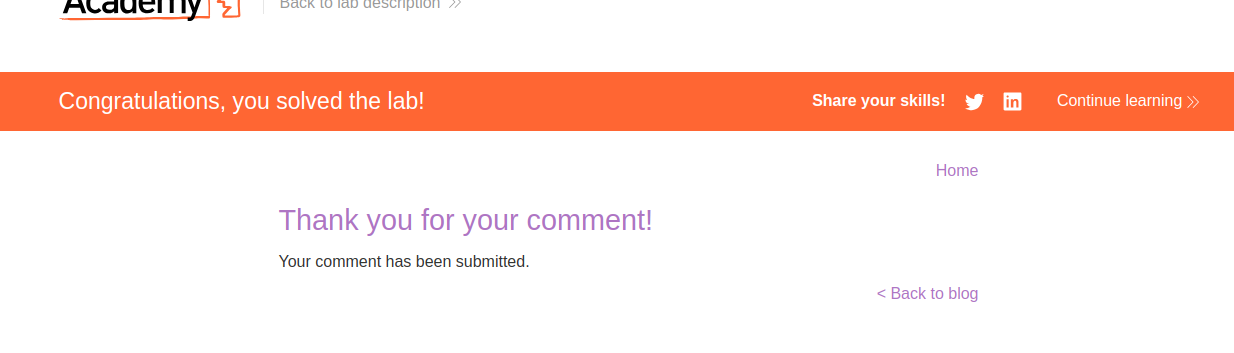 Academy
Back to lab description
Congratulations, you solved the lab!
Share your skills!
Continue learning
Home
Thank you for your comment!
Your comment has been submitted.
< Back to blog